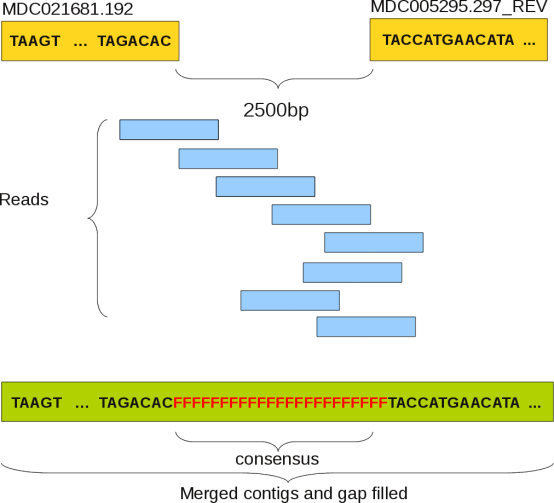 MDC021681.192
MDC005295.297_REV
TAAGT ... TAGACAC
TACCATGAACATA ...
2500bp
Reads
TAAGT ... TAGACACFFFFFFFFFFFFFFFFFFFFFFFTACCATGAACATA ...
consensus
Merged contigs and gap filled